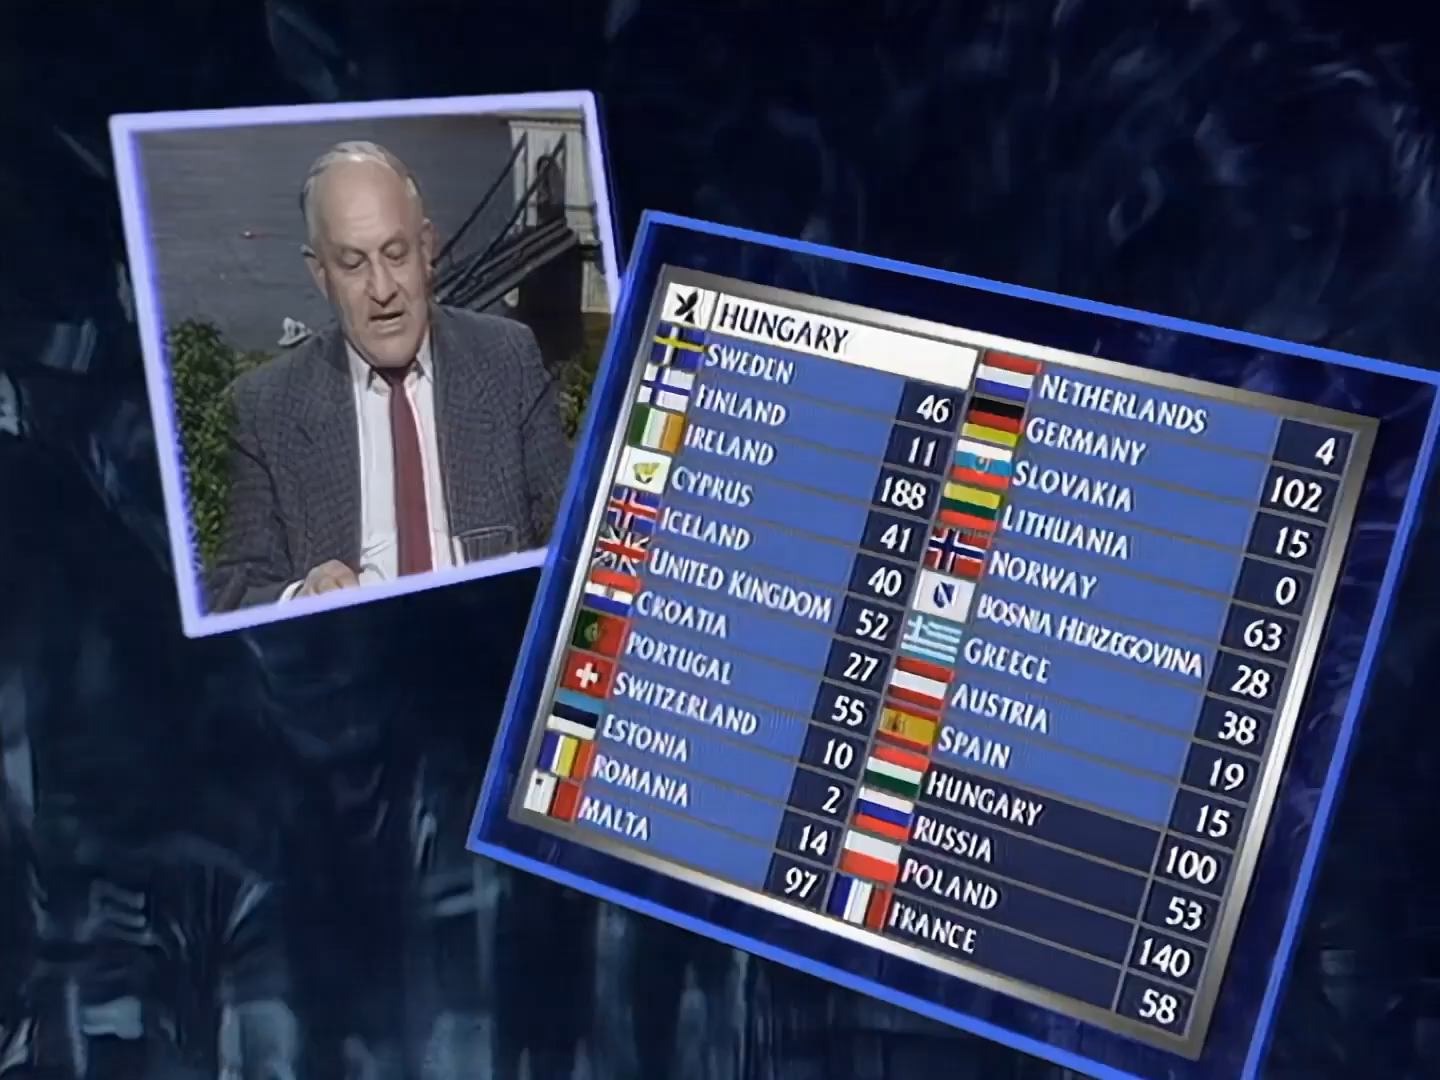 HUNGARY
SWEDEN 46
FINLAND 11
IRELAND 188
CYPRUS 41
ICELAND 40
UNITED KINGDOM 52
CROATIA 27
PORTUGAL 55
SWITZERLAND 10
ESTONIA 2
ROMANIA 14
MALTA 97
NETHERLANDS 4
GERMANY 102
SLOVAKIA 15
LITHUANIA 0
NORWAY 63
BOSNIA HERZEGOVINA 28
GREECE 38
AUSTRIA 19
SPAIN 15
HUNGARY 100
RUSSIA 53
POLAND 140
FRANCE 58